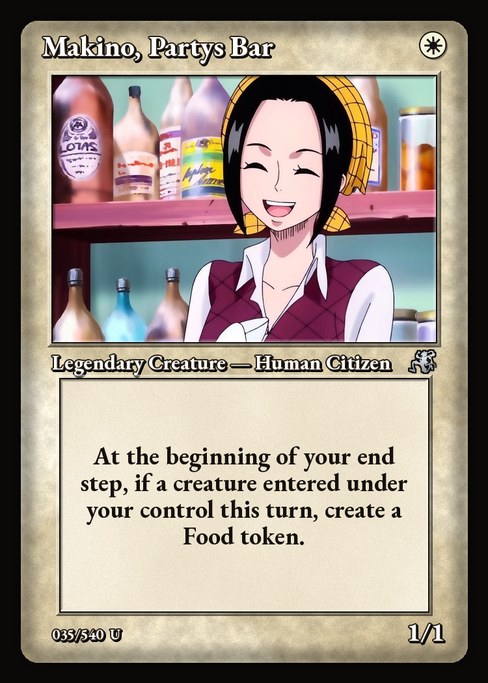 Makino, Partys Bar
Legendary Creature — Human Citizen
At the beginning of your end
step, if a creature entered under
your control this turn, create a
Food token.
035/540 U
1/1